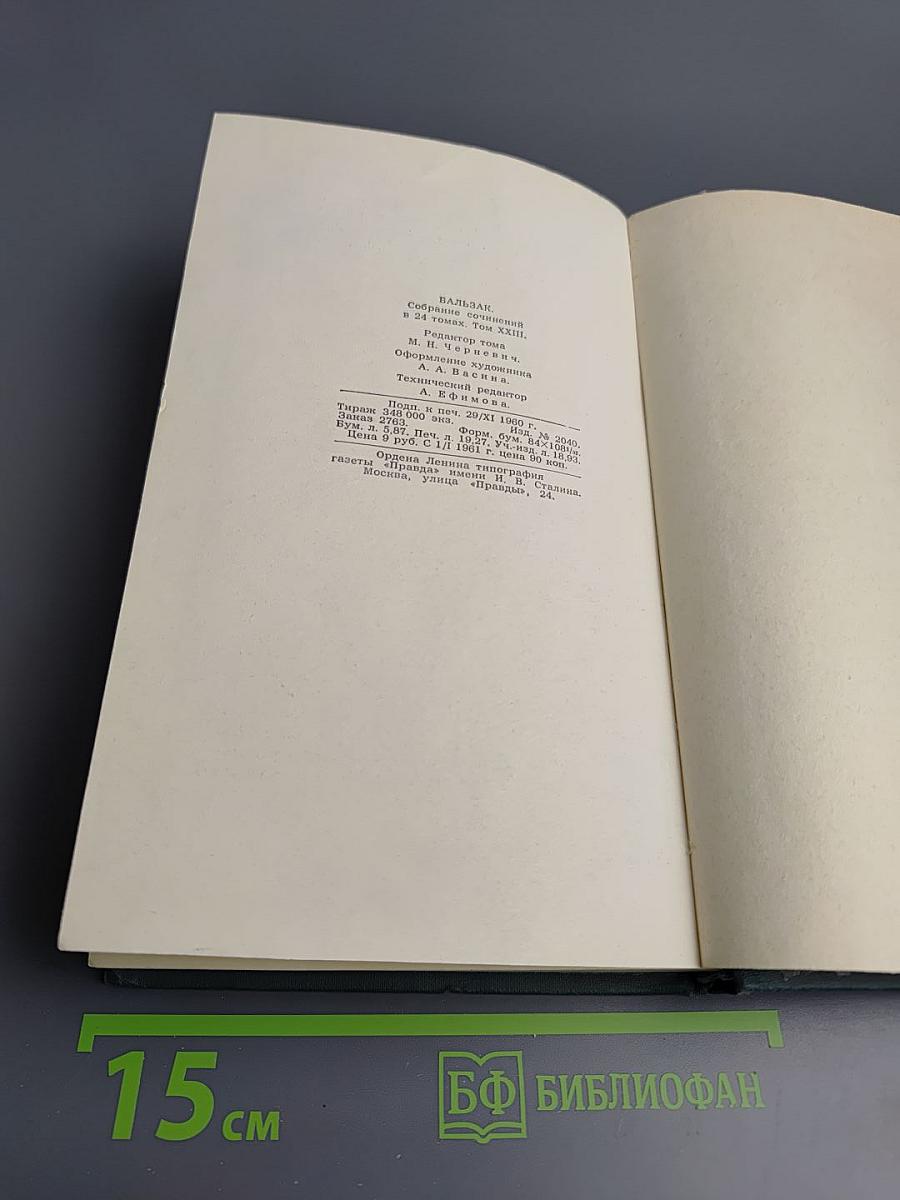 БАЛЬЗАК.
Собрание сочинений
в 24 томах. Том XXIII.
Редактор тома
М. Н. Черневич.
Оформление художника
А. А. Васина.
Технический редактор
А. Ефимова.
Подп. к печ. 29/XI 1960 г.
Тираж 348 000 экз. Изд. № 2040.
Заказ 2763. Форм. бум. 84×108¹/₃₂.
Бум. л. 5,87. Печ. л. 19,27. Уч.-изд. л. 18,93.
Цена 9 руб. С 1/I 1961 г. цена 90 коп.
Ордена Ленина типография
газеты «Правда» имени И. В. Сталина.
Москва, улица «Правды», 24.
15 см
БФ БИБЛИОФАН